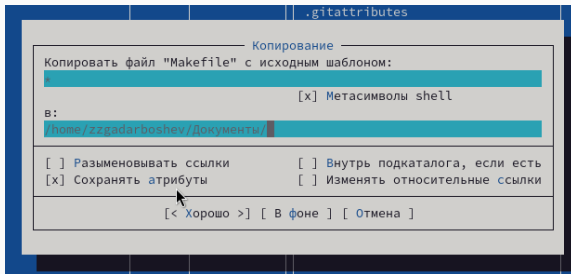 .gitattributes
Копирование
Копировать файл "Makefile" с исходным шаблоном:
*
[x] Метасимволы shell
в:
/home/zzgadarboshev/Документы/
[ ] Разыменовывать ссылки [ ] Внутрь подкаталога, если есть
[x] Сохранять атрибуты [ ] Изменять относительные ссылки
[< Хорошо >] [ В фоне ] [ Отмена ]